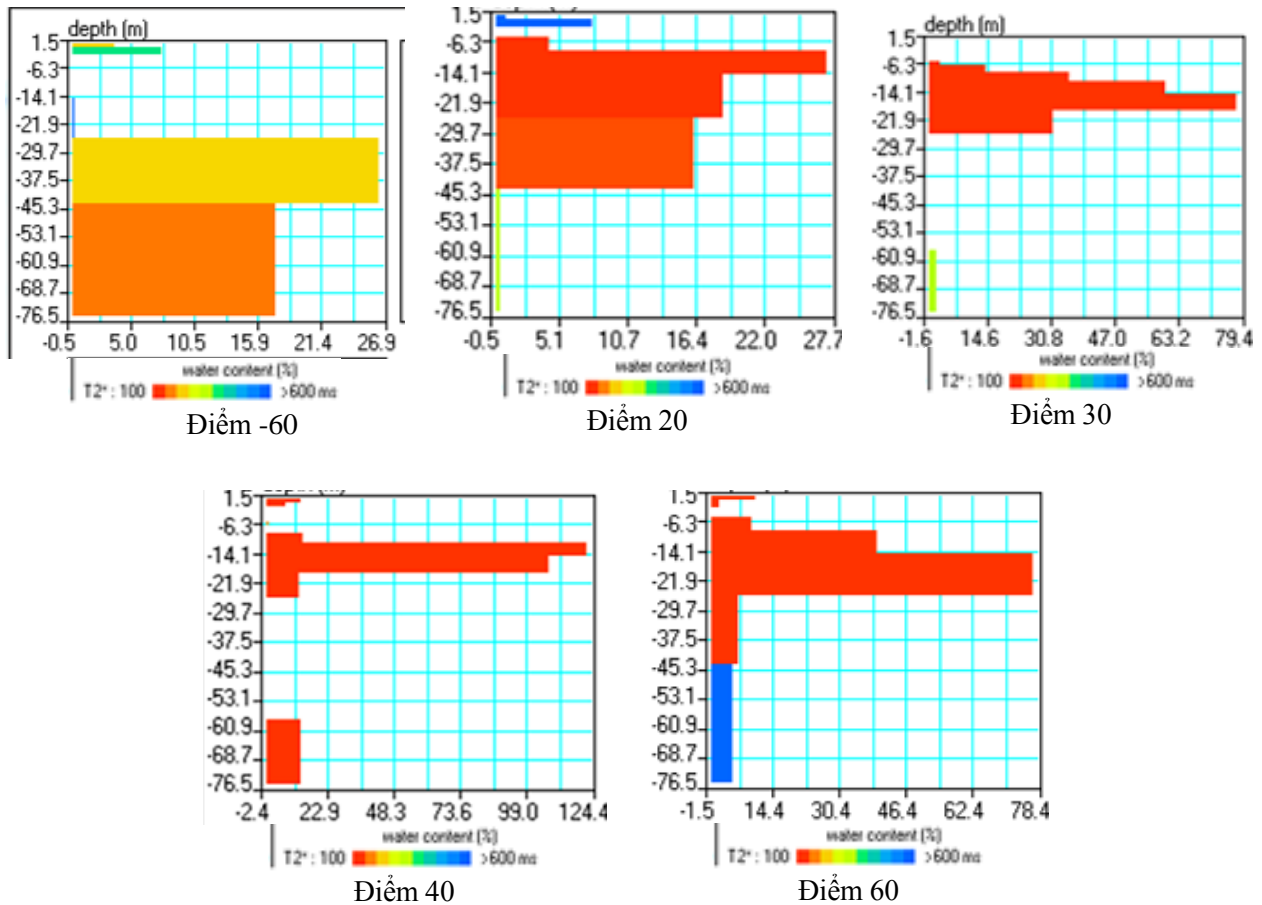 depth (m)
1.5
-6.3
-14.1
-21.9
-29.7
-37.5
-45.3
-53.1
-60.9
-68.7
-76.5
-0.5 5.0 10.5 15.9 21.4 26.9
water content (%)
T2* : 100 >600 ms
Điểm -60
1.5
-6.3
-14.1
-21.9
-29.7
-37.5
-45.3
-53.1
-60.9
-68.7
-76.5
-0.5 5.1 10.7 16.4 22.0 27.7
water content (%)
T2* : 100 >600 ms
Điểm 20
depth (m)
1.5
-6.3
-14.1
-21.9
-29.7
-37.5
-45.3
-53.1
-60.9
-68.7
-76.5
-1.6 14.6 30.8 47.0 63.2 79.4
water content (%)
T2* : 100 >600 ms
Điểm 30
1.5
-6.3
-14.1
-21.9
-29.7
-37.5
-45.3
-53.1
-60.9
-68.7
-76.5
-2.4 22.9 48.3 73.6 99.0 124.4
water content (%)
T2* : 100 >600 ms
Điểm 40
1.5
-6.3
-14.1
-21.9
-29.7
-37.5
-45.3
-53.1
-60.9
-68.7
-76.5
-1.5 14.4 30.4 46.4 62.4 78.4
water content (%)
T2* : 100 >600 ms
Điểm 60